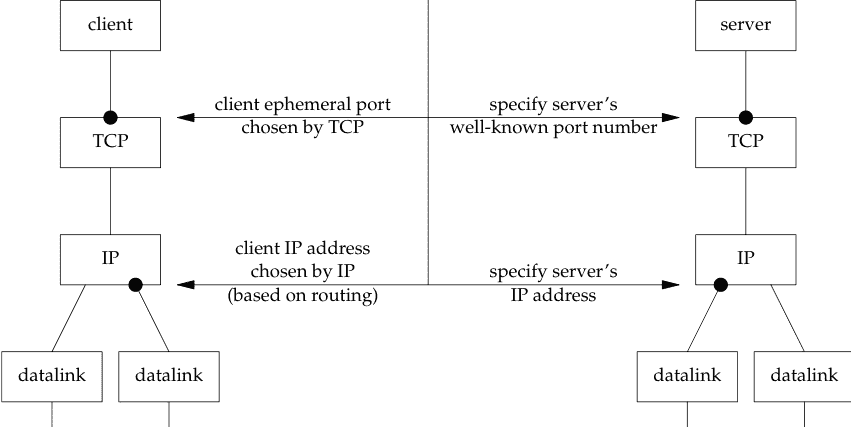 client
server
client ephemeral port
chosen by TCP
specify server's
well-known port number
TCP
TCP
client IP address
chosen by IP
(based on routing)
IP
specify server's
IP address
IP
datalink
datalink
datalink
datalink